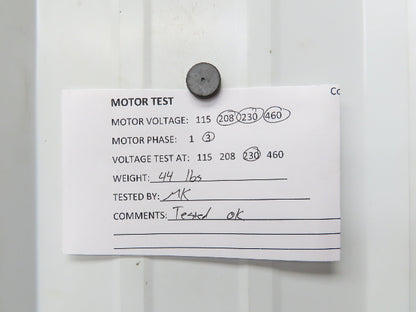 Co
MOTOR TEST
MOTOR VOLTAGE: 115 208 230 460
MOTOR PHASE: 1 3
VOLTAGE TEST AT: 115 208 230 460
WEIGHT: 44 lbs
TESTED BY: MK
COMMENTS: Tested ok